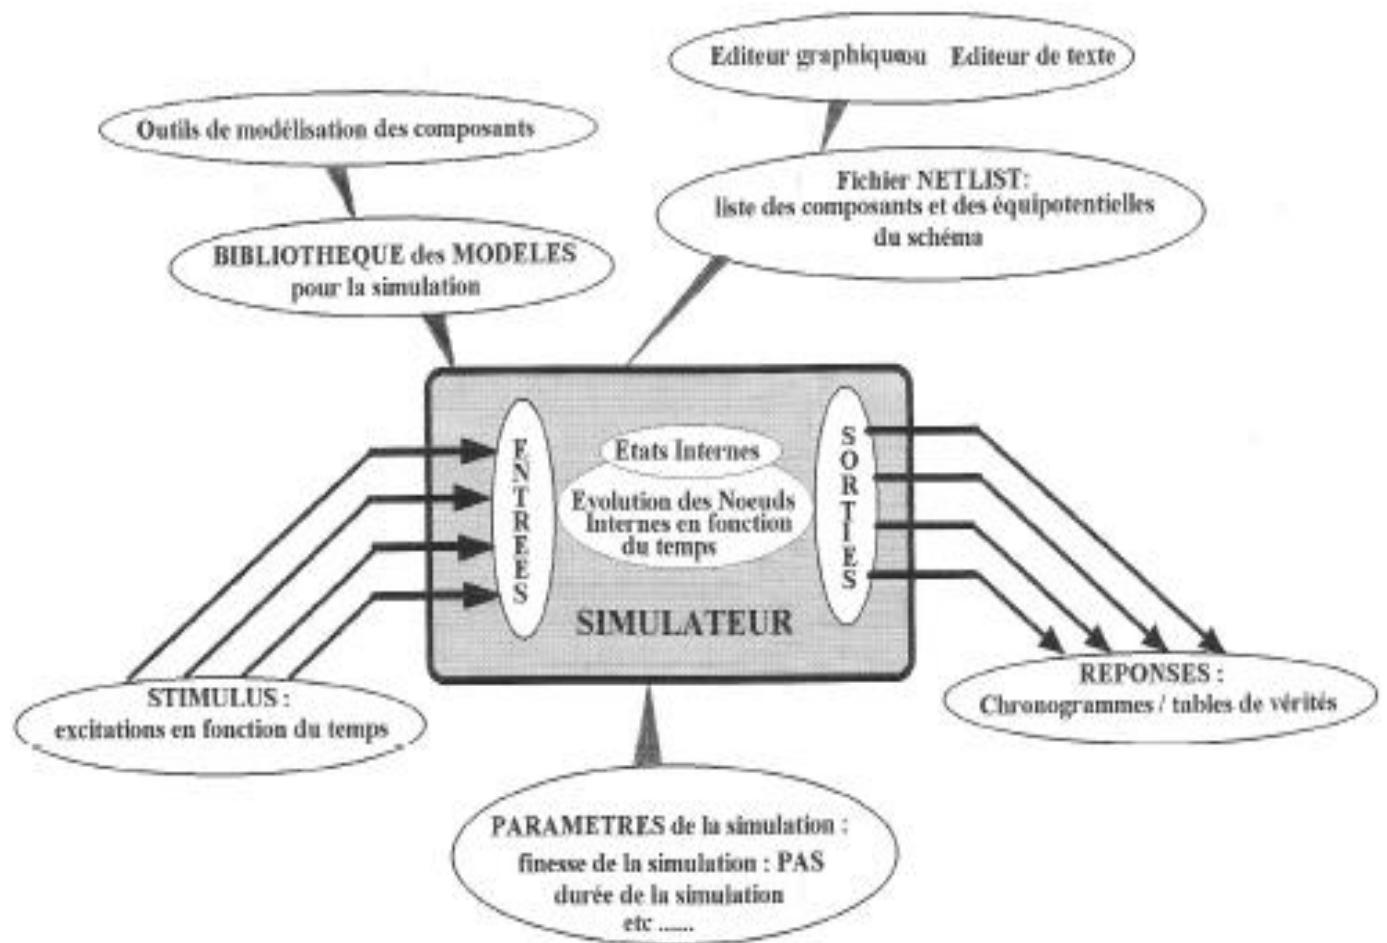 Editeur graphiqueou Editeur de texte
Outils de modélisation des composants
Fichier NETLIST:
liste des composants et des équipotentielles
du schéma
BIBLIOTHEQUE des MODELES
pour la simulation
ENTREES
Etats Internes
Evolution des Noeuds
Internes en fonction
du temps
SORTIES
SIMULATEUR
STIMULUS :
excitations en fonction du temps
REPONSES :
Chronogrammes / tables de vérités
PARAMETRES de la simulation :
finesse de la simulation : PAS
durée de la simulation
etc ......